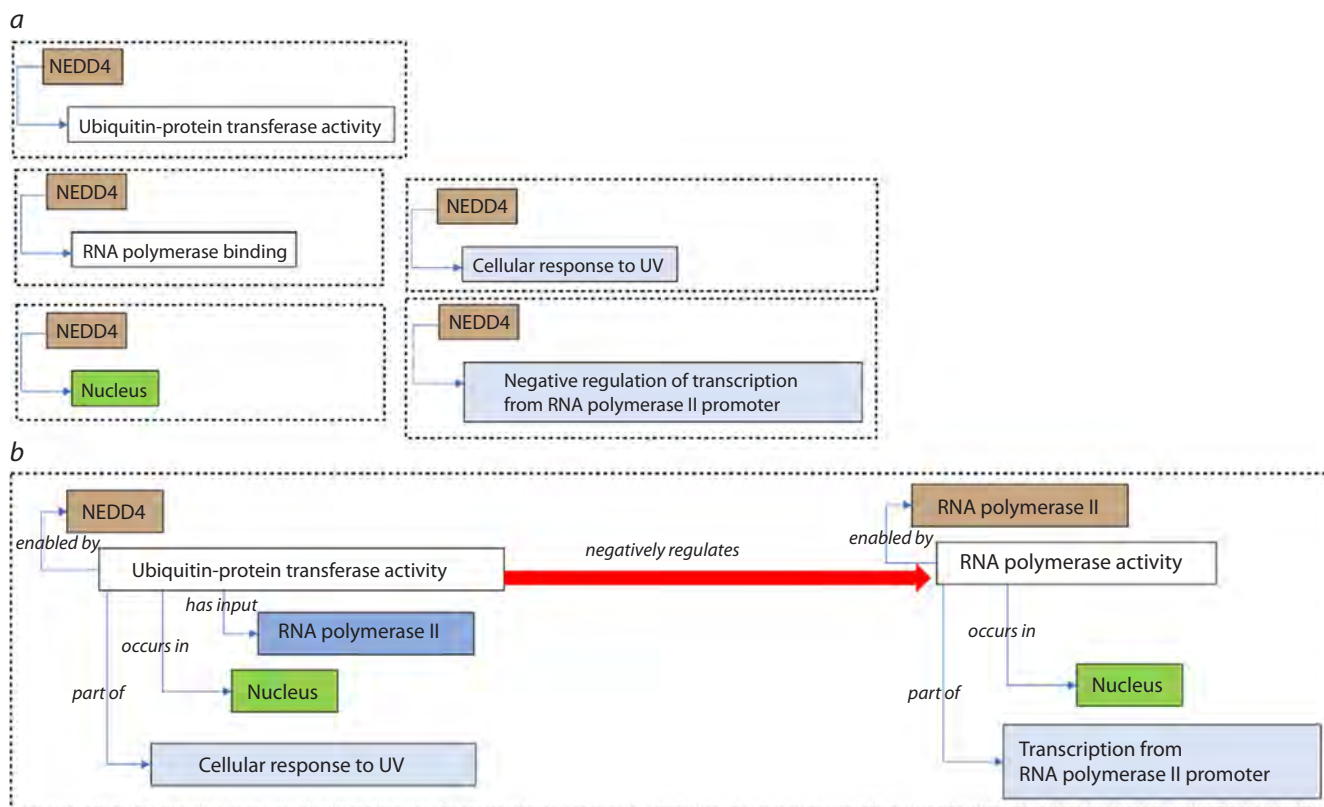 a
NEDD4
Ubiquitin-protein transferase activity
NEDD4
RNA polymerase binding
NEDD4
Nucleus
NEDD4
Cellular response to UV
NEDD4
Negative regulation of transcription
from RNA polymerase II promoter
b
NEDD4
enabled by
Ubiquitin-protein transferase activity
has input
RNA polymerase II
occurs in
Nucleus
part of
Cellular response to UV
negatively regulates
RNA polymerase II
enabled by
RNA polymerase activity
occurs in
Nucleus
part of
Transcription from
RNA polymerase II promoter